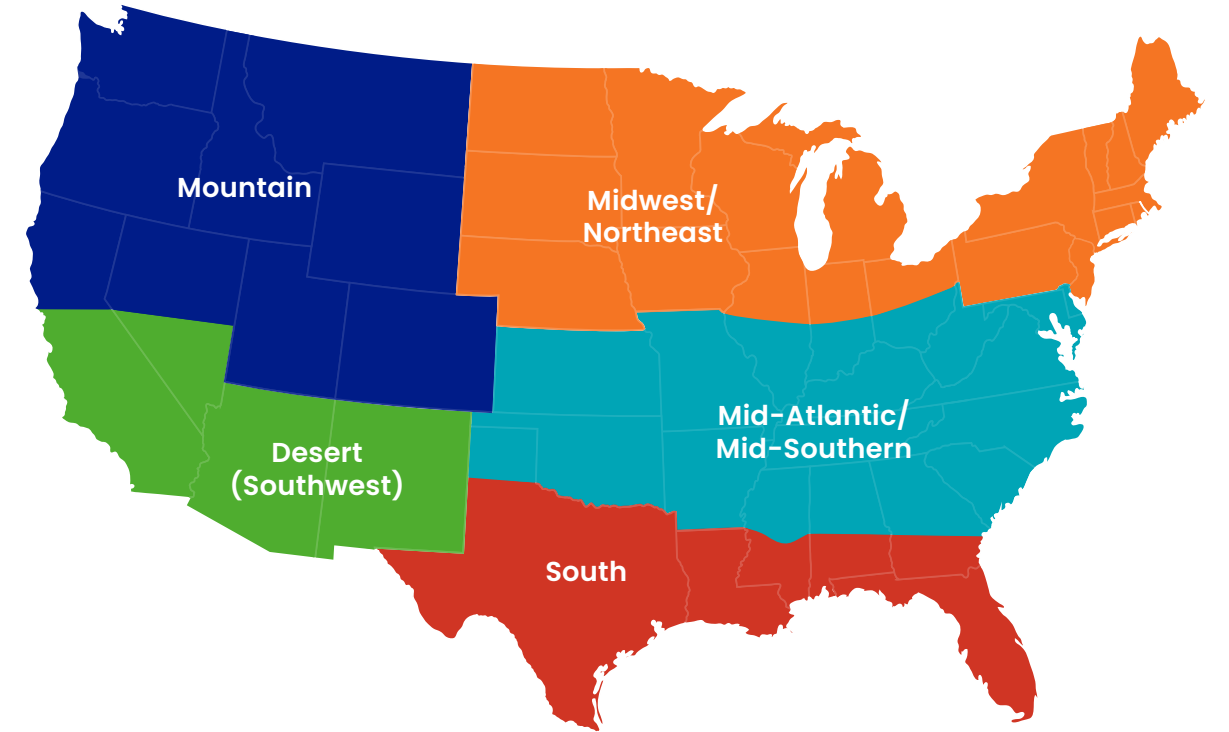 Mountain
Midwest/
Northeast
Mid-Atlantic/
Mid-Southern
Desert
(Southwest)
South